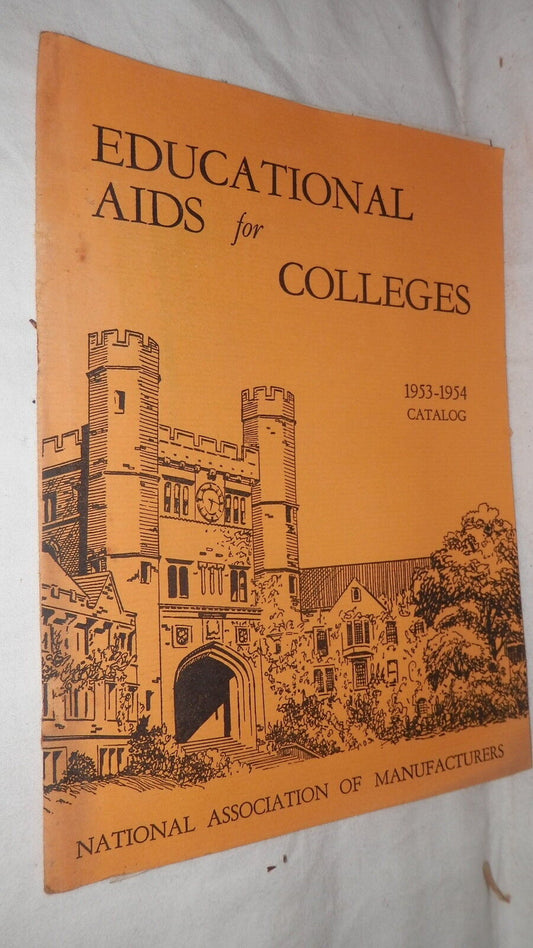 EDUCATIONAL
AIDS for
COLLEGES
1953-1954
CATALOG
NATIONAL ASSOCIATION OF MANUFACTURERS